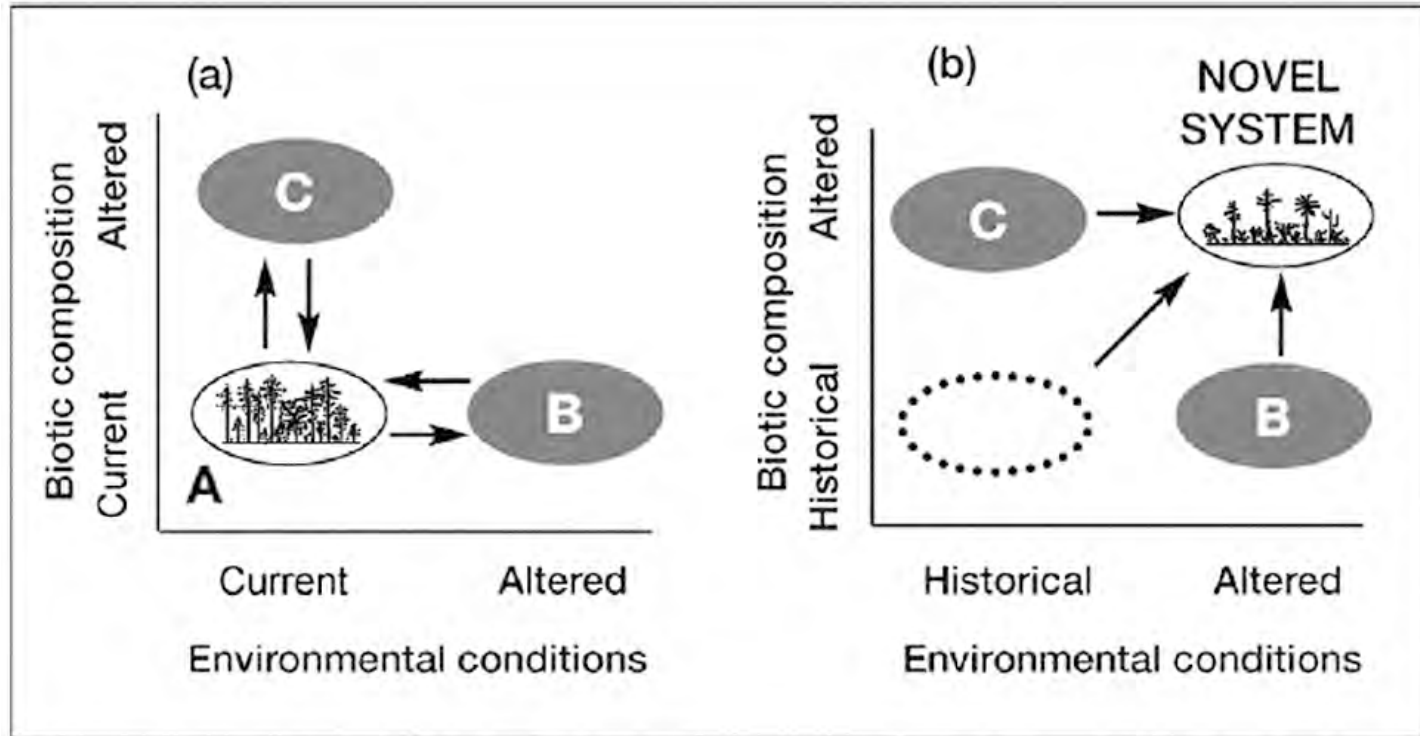 (a)
Biotic composition
Altered
Current
C
A
B
Current
Altered
Environmental conditions
(b)
NOVEL
SYSTEM
Biotic composition
Altered
Historical
C
B
Historical
Altered
Environmental conditions